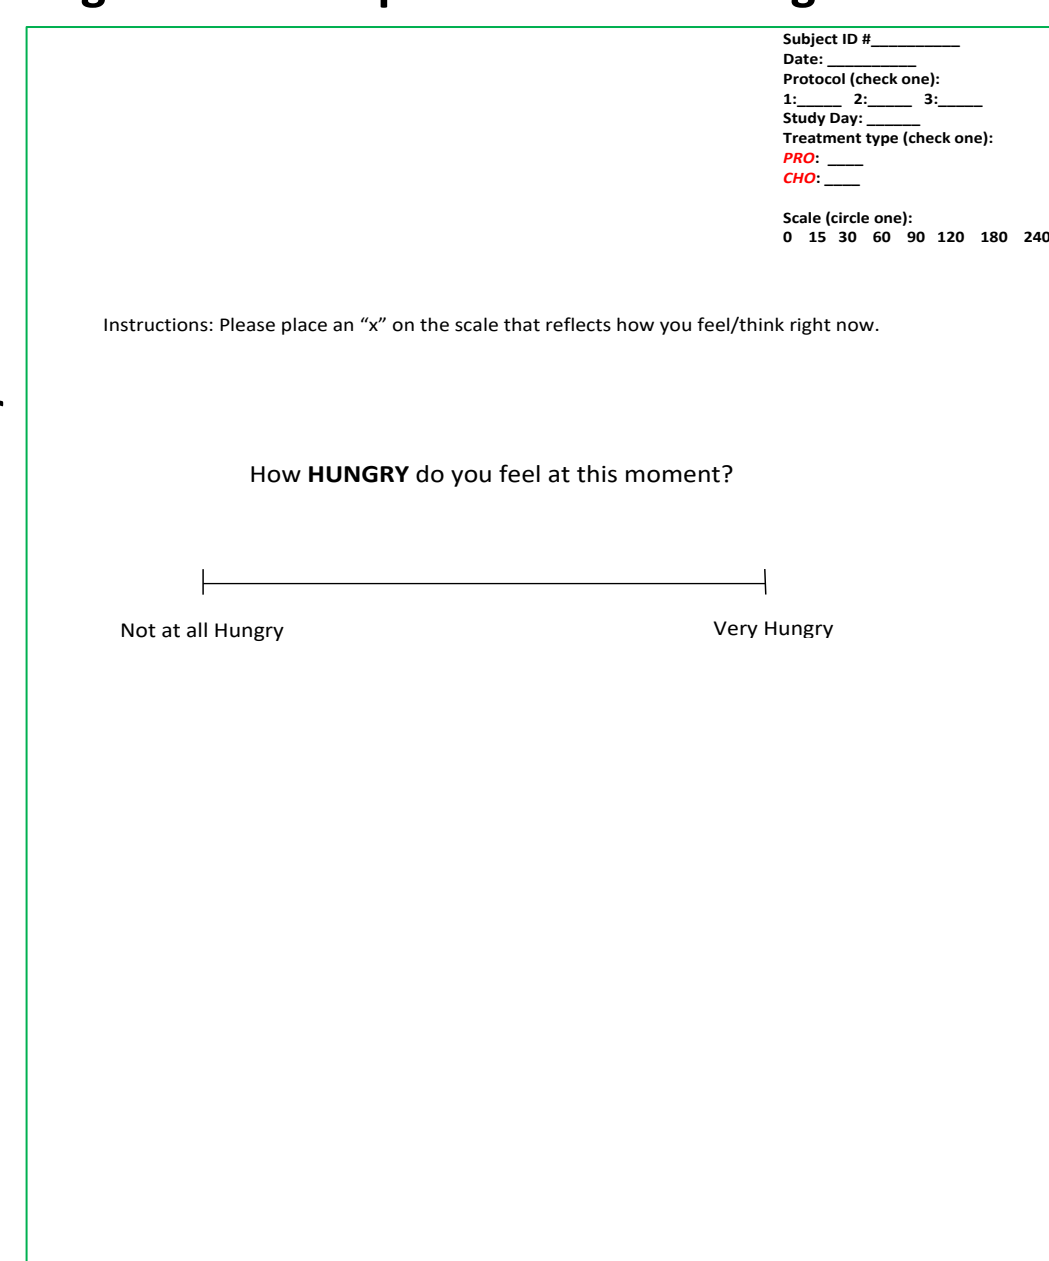 Subject ID #__________
Date: __________
Protocol (check one):
1:_____ 2:_____ 3:_____
Study Day: ______
Treatment type (check one):
PRO: ____
CHO: ____
Scale (circle one):
0 15 30 60 90 120 180 240
Instructions: Please place an “x” on the scale that reflects how you feel/think right now.
How HUNGRY do you feel at this moment?
Not at all Hungry
Very Hungry